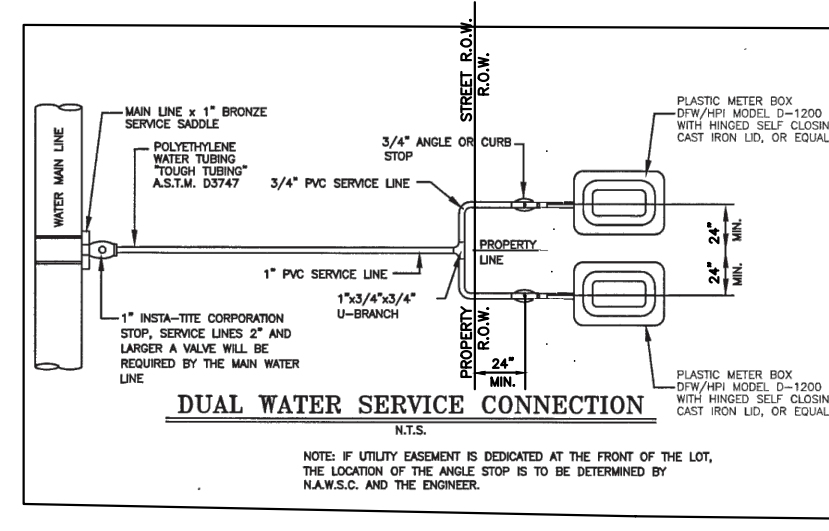 STREET R.O.W.
R.O.W.
PLASTIC METER BOX
DFW/HPI MODEL D-1200
WITH HINGED SELF CLOSIN
CAST IRON LID, OR EQUAL
MAIN LINE x 1" BRONZE
SERVICE SADDLE
WATER MAIN LINE
POLYETHYLENE
WATER TUBING
"TOUGH TUBING"
A.S.T.M. D3747
3/4" ANGLE OR CURB
STOP
3/4" PVC SERVICE LINE
24"
MIN.
PROPERTY
LINE
1" PVC SERVICE LINE
24"
MIN.
1"x3/4"x3/4"
U-BRANCH
1" INSTA-TITE CORPORATION
STOP, SERVICE LINES 2" AND
LARGER A VALVE WILL BE
REQUIRED BY THE MAIN WATER
LINE
PROPERTY
R.O.W.
24"
MIN.
PLASTIC METER BOX
DFW/HPI MODEL D-1200
WITH HINGED SELF CLOSIN
CAST IRON LID, OR EQUAL
DUAL WATER SERVICE CONNECTION
N.T.S.
NOTE: IF UTILITY EASEMENT IS DEDICATED AT THE FRONT OF THE LOT,
THE LOCATION OF THE ANGLE STOP IS TO BE DETERMINED BY
N.A.W.S.C. AND THE ENGINEER.